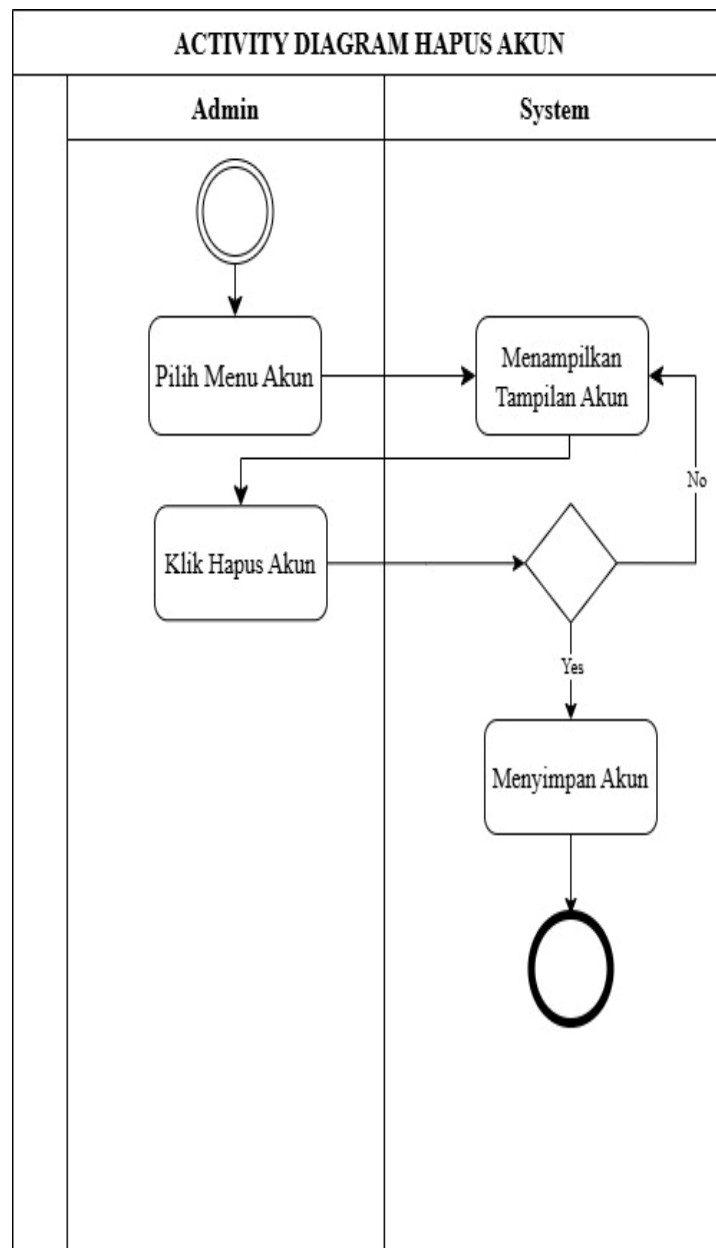 ACTIVITY DIAGRAM HAPUS AKUN
Admin
System
Pilih Menu Akun
Menampilkan
Tampilan Akun
No
Klik Hapus Akun
Yes
Menyimpan Akun